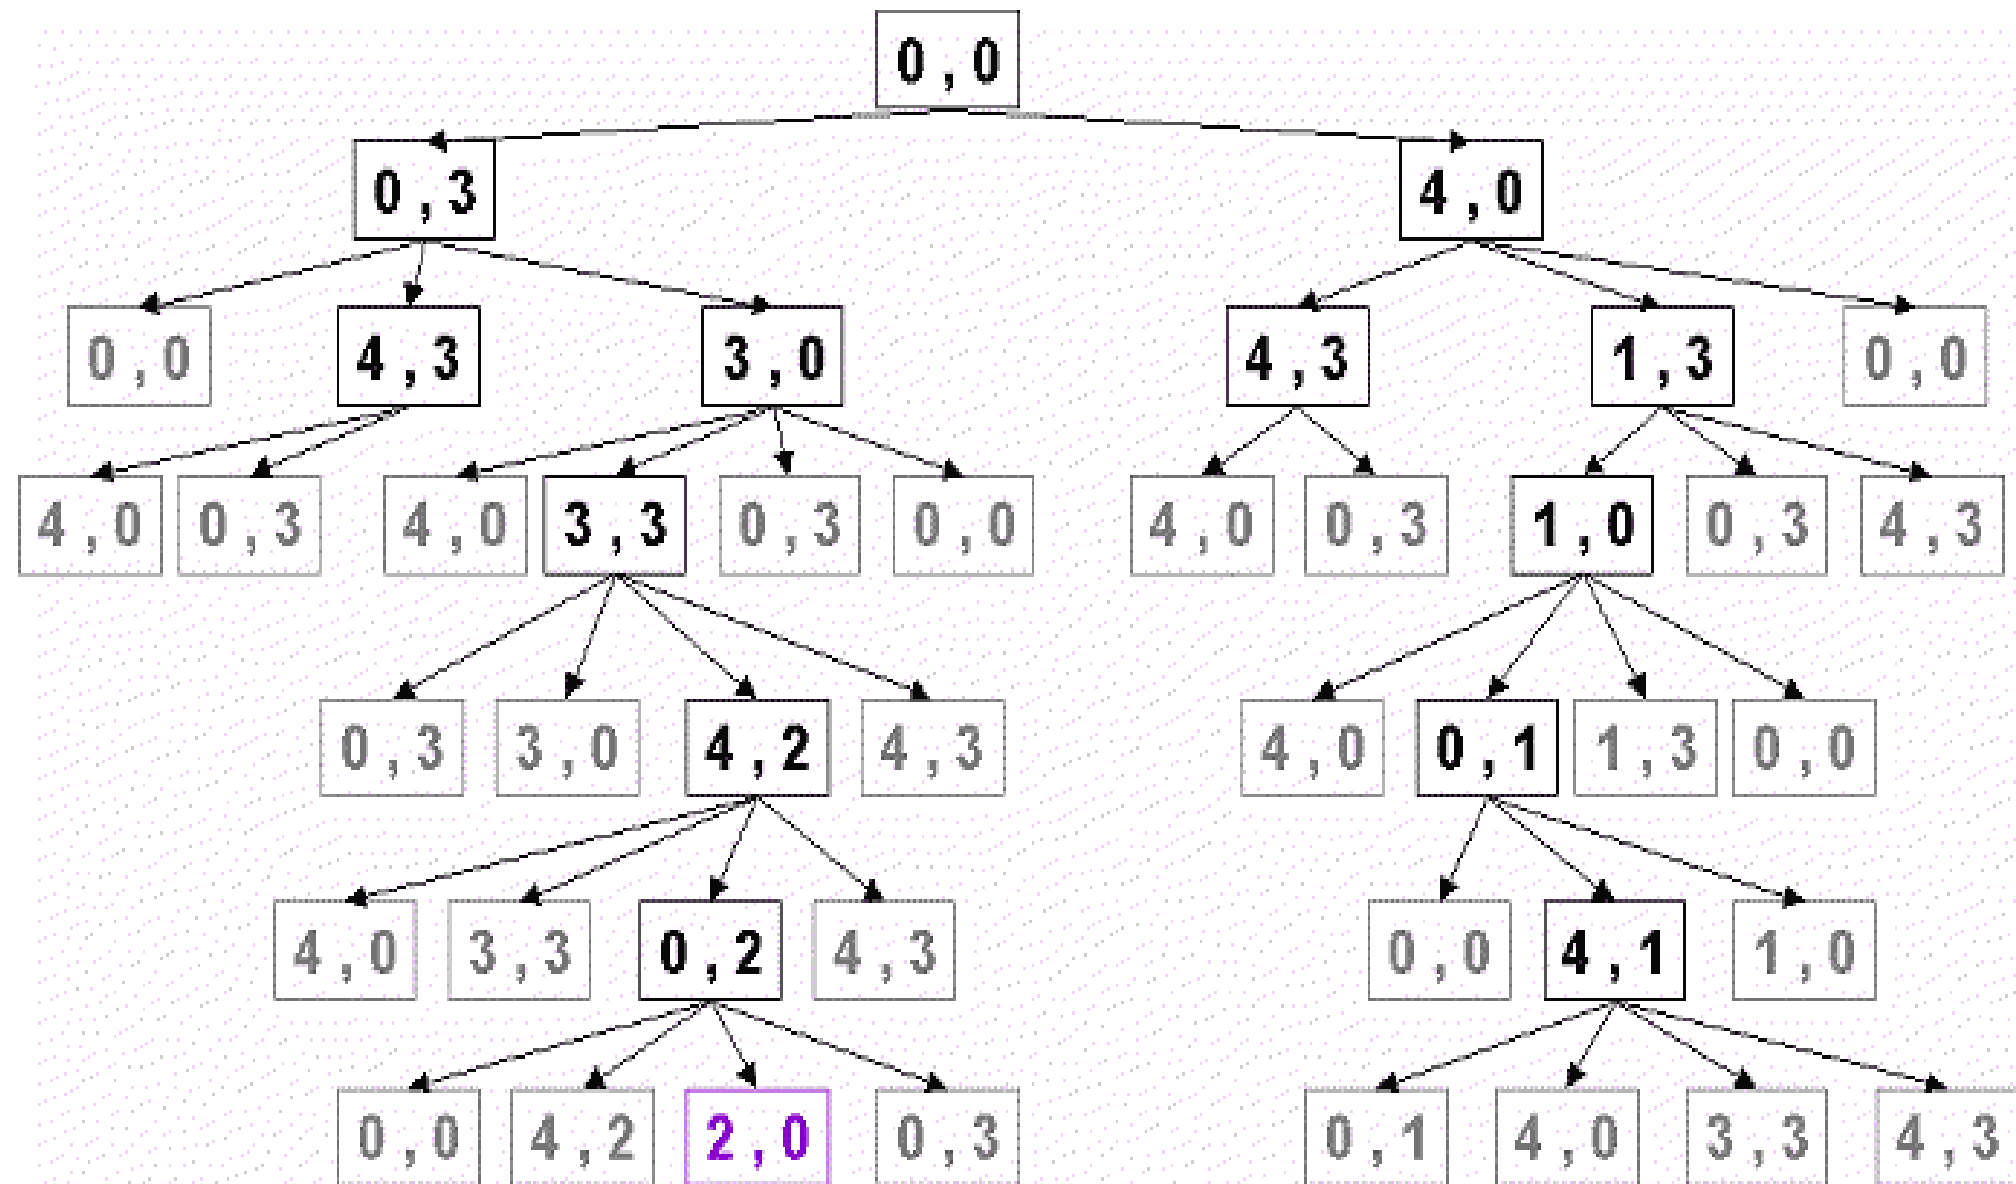 0 , 0
0 , 3 4 , 0
0 , 0 4 , 3 3 , 0 4 , 3 1 , 3 0 , 0
4 , 0 0 , 3 4 , 0 3 , 3 0 , 3 0 , 0 4 , 0 0 , 3 1 , 0 0 , 3 4 , 3
0 , 3 3 , 0 4 , 2 4 , 3 4 , 0 0 , 1 1 , 3 0 , 0
4 , 0 3 , 3 0 , 2 4 , 3 0 , 0 4 , 1 1 , 0
0 , 0 4 , 2 2 , 0 0 , 3 0 , 1 4 , 0 3 , 3 4 , 3